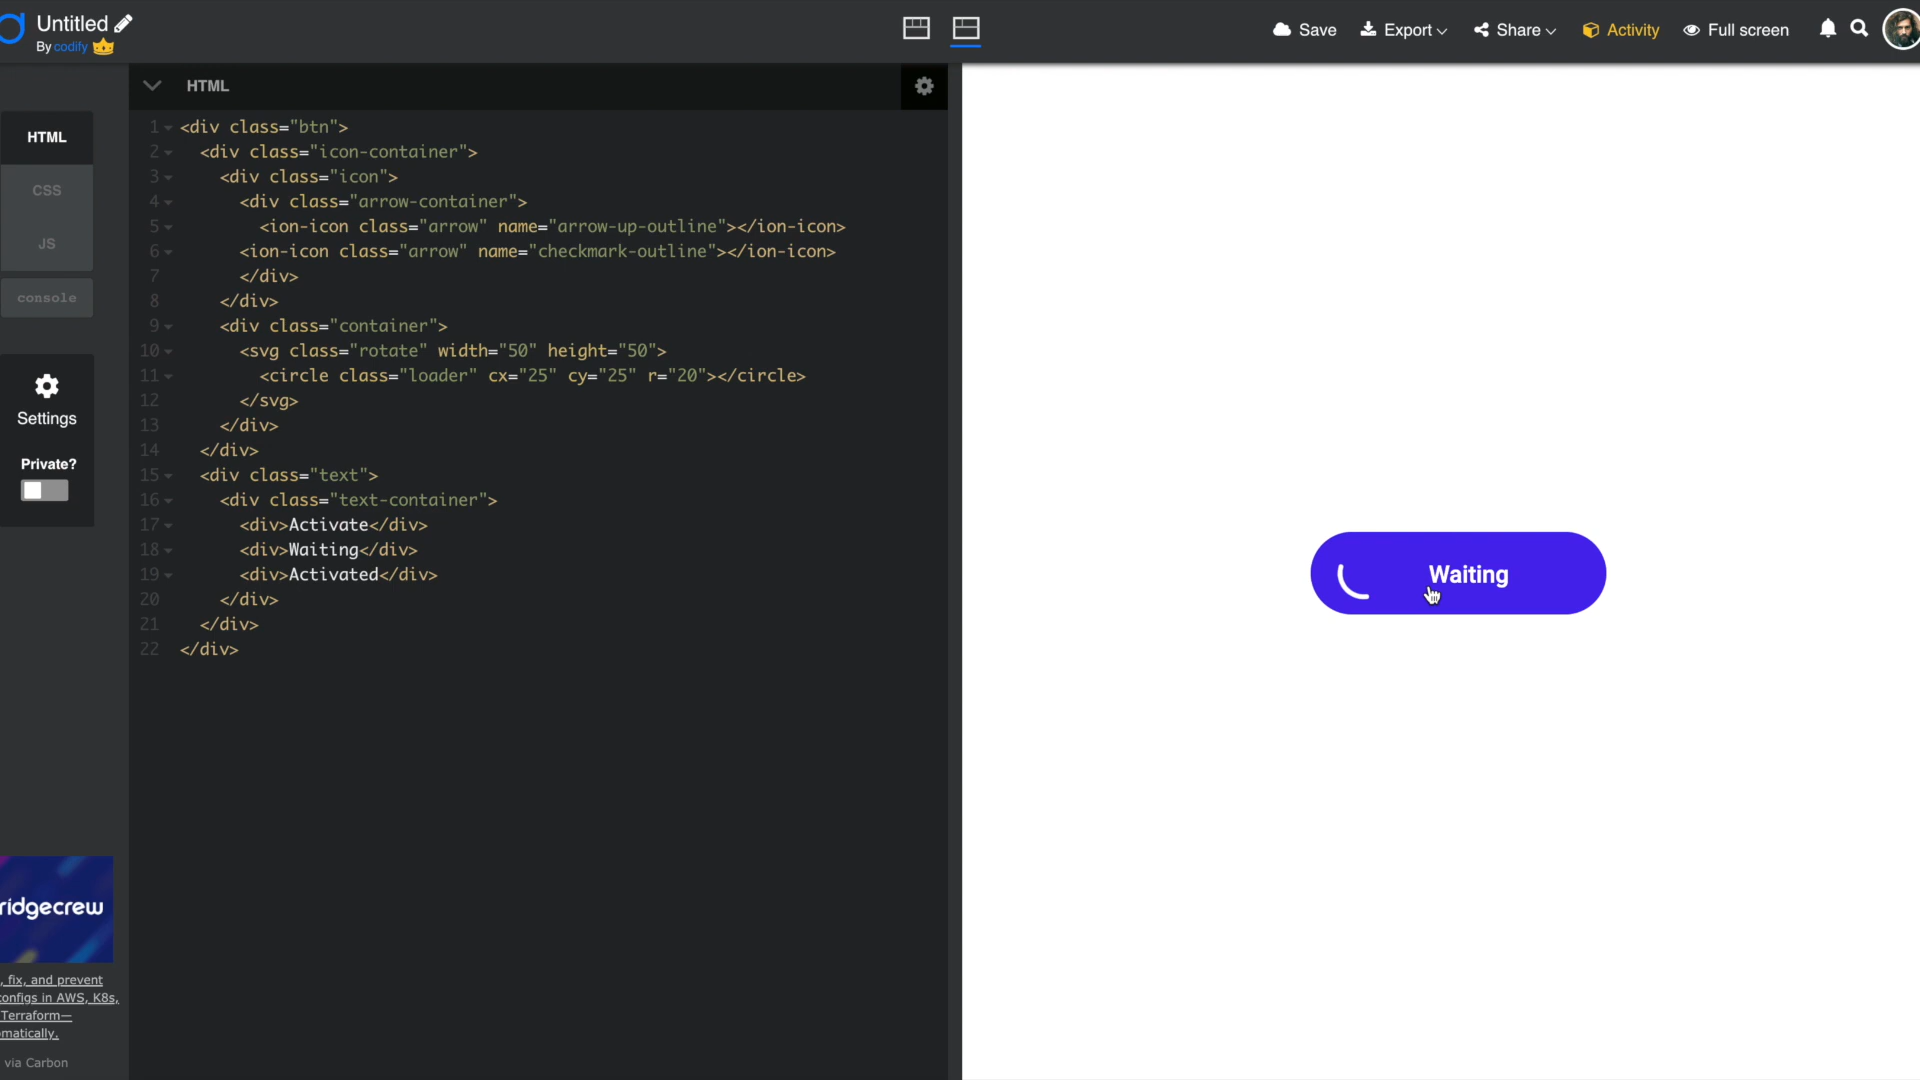 Untitled
By codify
Save
Export
Share
Activity
Full screen
HTML
HTML
CSS
JS
console
Settings
Private?
1 <div class="btn">
2 <div class="icon-container">
3 <div class="icon">
4 <div class="arrow-container">
5 <ion-icon class="arrow" name="arrow-up-outline"></ion-icon>
6 <ion-icon class="arrow" name="checkmark-outline"></ion-icon>
7 </div>
8 </div>
9 <div class="container">
10 <svg class="rotate" width="50" height="50">
11 <circle class="loader" cx="25" cy="25" r="20"></circle>
12 </svg>
13 </div>
14 </div>
15 <div class="text">
16 <div class="text-container">
17 <div>Activate</div>
18 <div>Waiting</div>
19 <div>Activated</div>
20 </div>
21 </div>
22 </div>
Waiting
ridgecrew
, fix, and prevent
configs in AWS, K8s,
Terraform—
omatically.
via Carbon